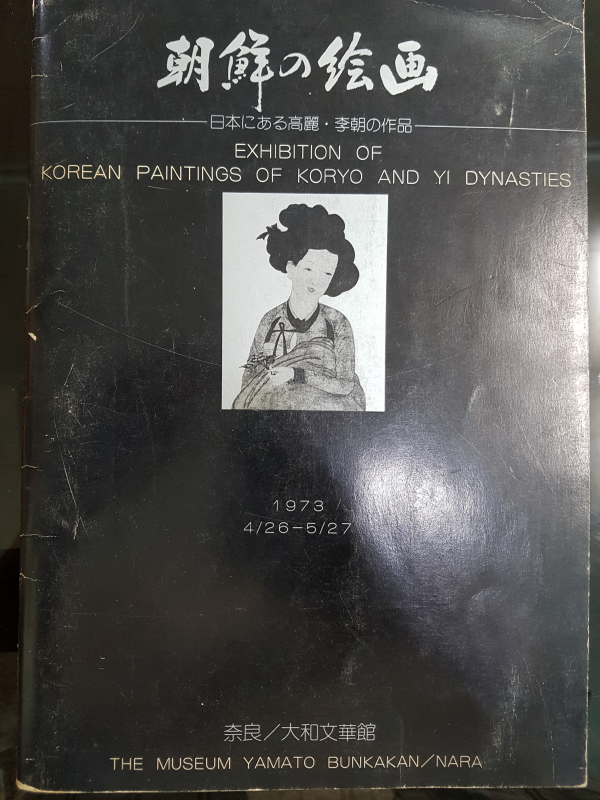 朝鮮の絵画
日本にある高麗・李朝の作品
EXHIBITION OF
KOREAN PAINTINGS OF KORYO AND YI DYNASTIES
1973
4/26-5/27
奈良/大和文華館
THE MUSEUM YAMATO BUNKAKAN/NARA